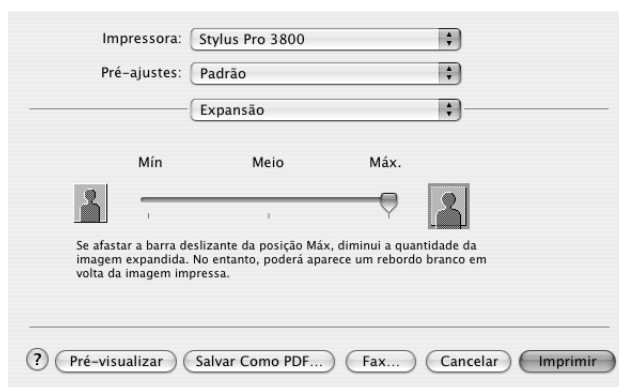 Impressora: Stylus Pro 3800
Pré-ajustes: Padrão
Expansão
Mín Meio Máx.
Se afastar a barra deslizante da posição Máx, diminui a quantidade da
imagem expandida. No entanto, poderá aparece um rebordo branco em
volta da imagem impressa.
? Pré-visualizar Salvar Como PDF... Fax... Cancelar Imprimir